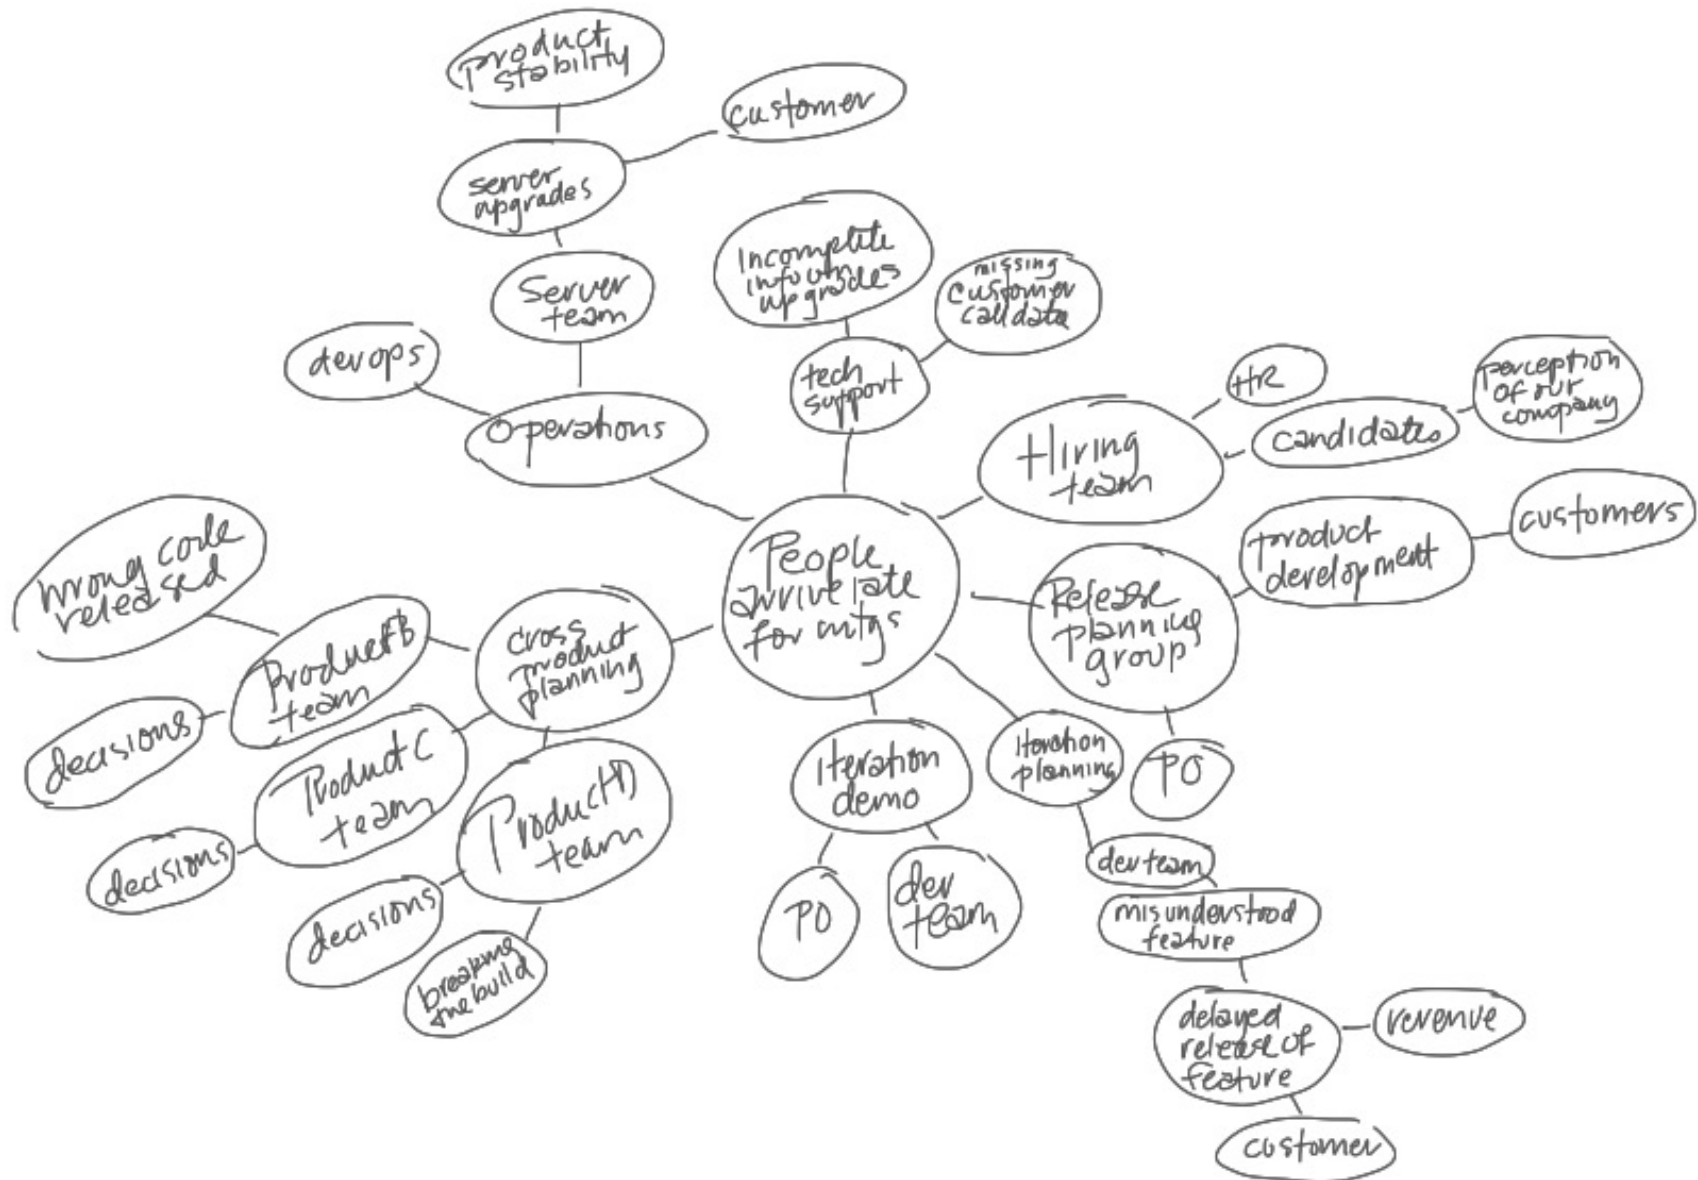 product
stability
customer
server
upgrades
Server
team
devops
Operations
Incomplete
info on
upgrades
missing
customer
call data
tech
support
HR
Hiring
team
candidates
perception
of our
company
customers
product
development
Release
planning
group
PO
People
arrive late
for mtgs
cross
product
planning
wrong code
released
Product B
team
decisions
Product C
team
decisions
Product D
team
decisions
breaking
the build
iteration
demo
PO
dev
team
iteration
planning
dev team
misunderstood
feature
delayed
release of
feature
revenue
customer